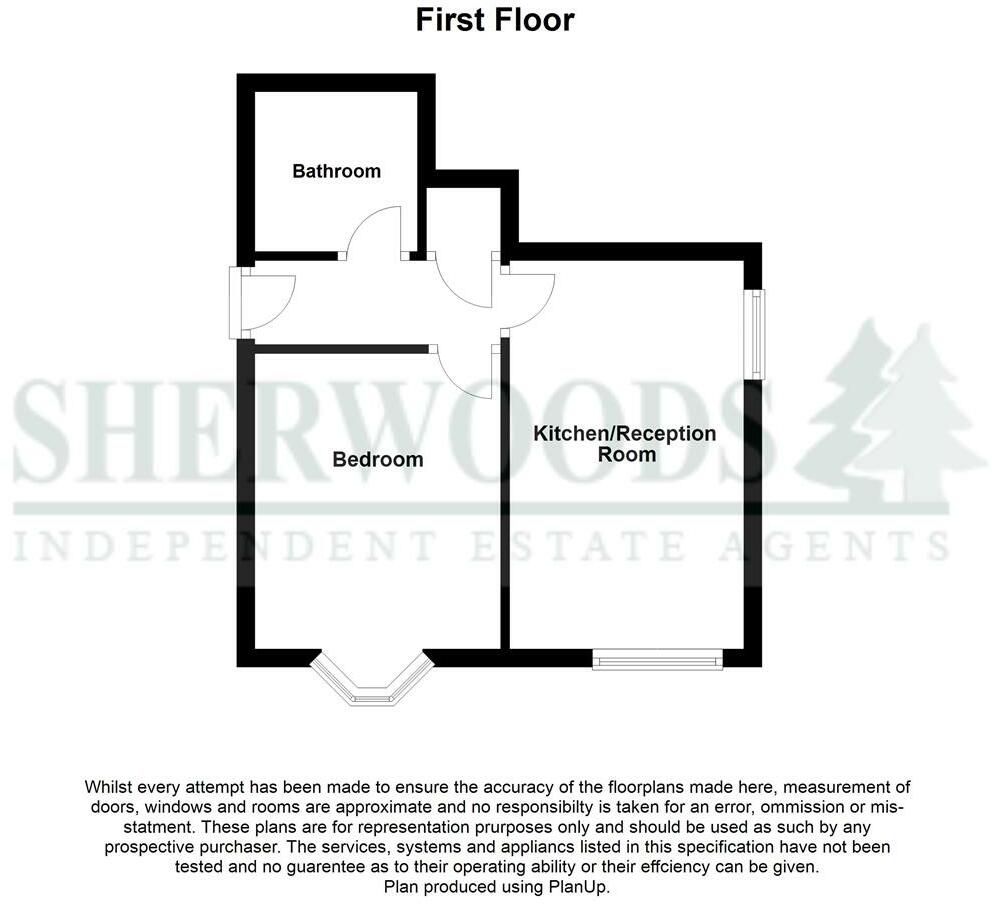 First Floor
Bathroom
Kitchen/Reception
Room
Bedroom
SHERWOODS
INDEPENDENT ESTATE AGENTS
Whilst every attempt has been made to ensure the accuracy of the floorplans made here, measurement of
doors, windows and rooms are approximate and no responsibilty is taken for an error, ommission or mis-
statment. These plans are for representation prurposes only and should be used as such by any
prospective purchaser. The services, systems and appliancs listed in this specification have not been
tested and no guarentee as to their operating ability or their effciency can be given.
Plan produced using PlanUp.